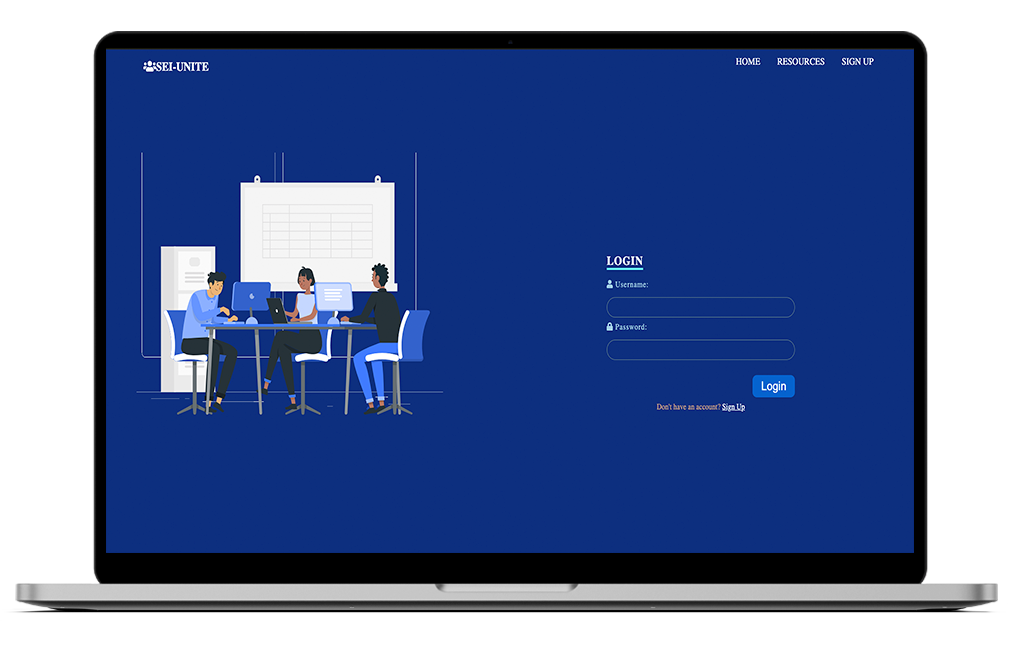 SEI-UNITE
HOME RESOURCES SIGN UP
LOGIN
Username:
Password:
Login
Don't have an account? Sign Up